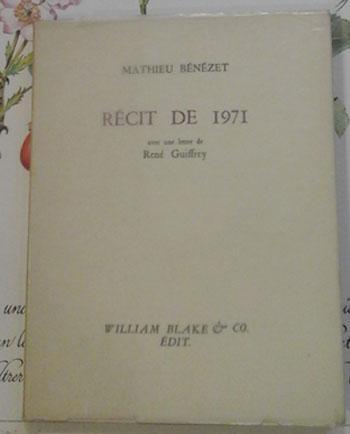 MATHIEU BÉNÉZET
RÉCIT DE 1971
avec une lettre de
René Guiffrey
WILLIAM BLAKE & CO.
ÉDIT.